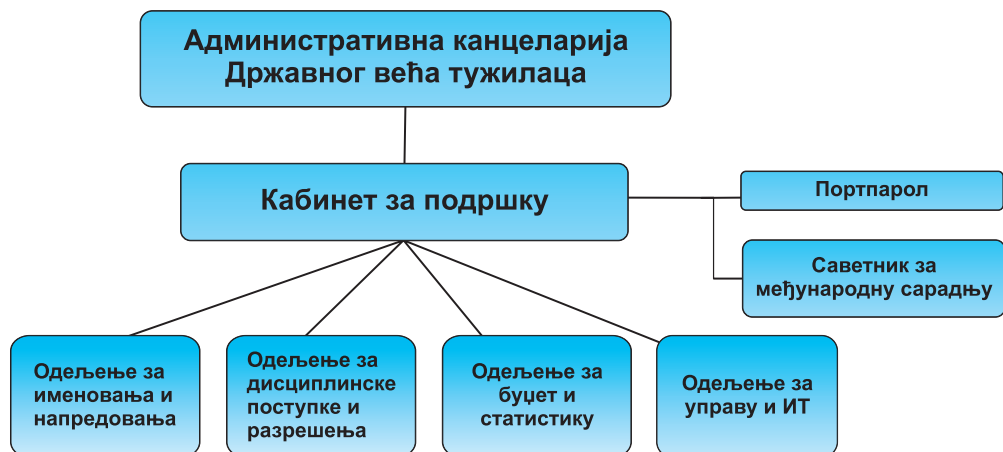 Административна канцеларија
Државног већа тужилаца
Кабинет за подршку
Портпарол
Саветник за
међународну сарадњу
Одељење за
именовања и
напредовања
Одељење за
дисциплинске
поступке и
разрешења
Одељење за
буџет и
статистику
Одељење за
управу и ИТ